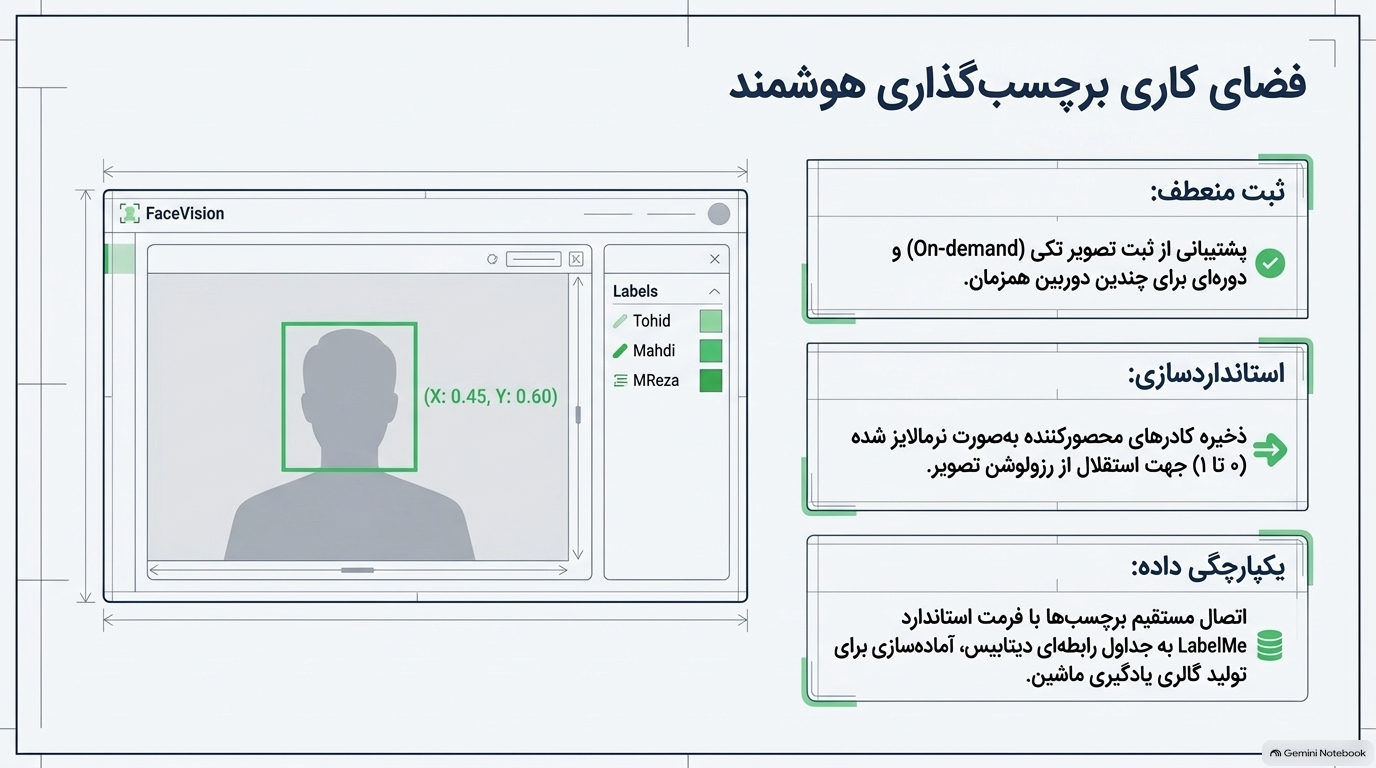 فضای کاری برچسب‌گذاری هوشمند
ثبت منعطف:
پشتیبانی از ثبت تصویر تکی (On-demand) و
دوره‌ای برای چندین دوربین همزمان.
استانداردسازی:
ذخیره کادرهای محصورکننده به‌صورت نرمالایز شده
(۰ تا ۱) جهت استقلال از رزولوشن تصویر.
یکپارچگی داده:
اتصال مستقیم برچسب‌ها با فرمت استاندارد
LabelMe به جداول رابطه‌ای دیتابیس، آماده‌سازی برای
تولید گالری یادگیری ماشین.
FaceVision
Labels
Tohid
Mahdi
MReza
(X: 0.45, Y: 0.60)
Gemini Notebook